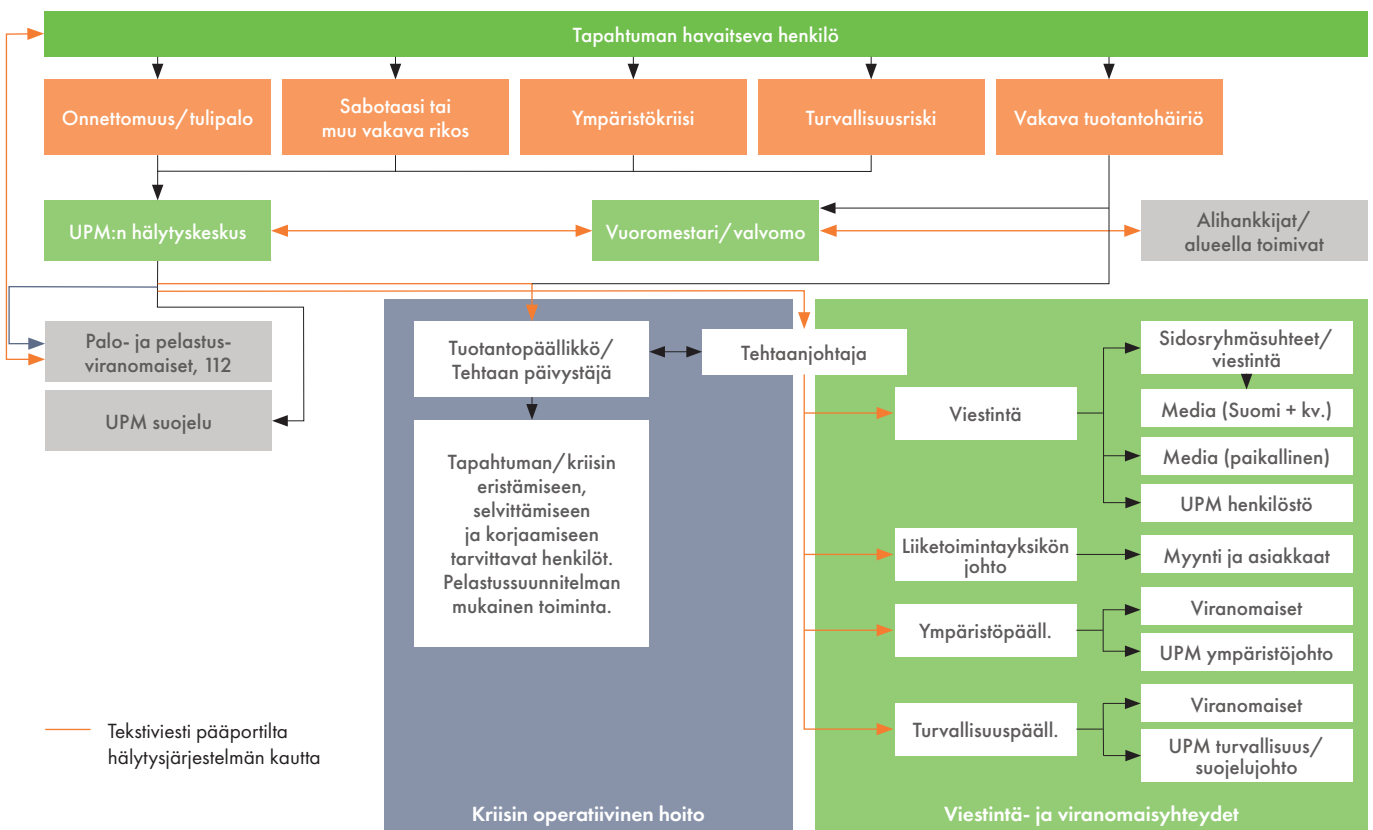 Tapahtuman havaitseva henkilö
Onnettomuus/tulipalo
Sabotaasi tai
muu vakava rikos
Ympäristökriisi
Turvallisuusriski
Vakava tuotantohäiriö
UPM:n hälytyskeskus
Vuoromestari/valvomo
Alihankkijat/
alueella toimivat
Palo- ja pelastus-
viranomaiset, 112
UPM suojelu
Tuotantopäällikkö/
Tehtaan päivystäjä
Tehtaanjohtaja
Tapahtuman/kriisin
eristämiseen,
selvittämiseen
ja korjaamiseen
tarvittavat henkilöt.
Pelastussuunnitelman
mukainen toiminta.
Viestintä
Sidosryhmäsuhteet/
viestintä
Media (Suomi + kv.)
Media (paikallinen)
UPM henkilöstö
Liiketoimintayksikön
johto
Myynti ja asiakkaat
Ympäristöpääll.
Viranomaiset
UPM ympäristöjohto
Turvallisuuspääll.
Viranomaiset
UPM turvallisuus/
suojelujohto
Tekstiviesti pääportilta
hälytysjärjestelmän kautta
Kriisin operatiivinen hoito
Viestintä- ja viranomaisyhteydet